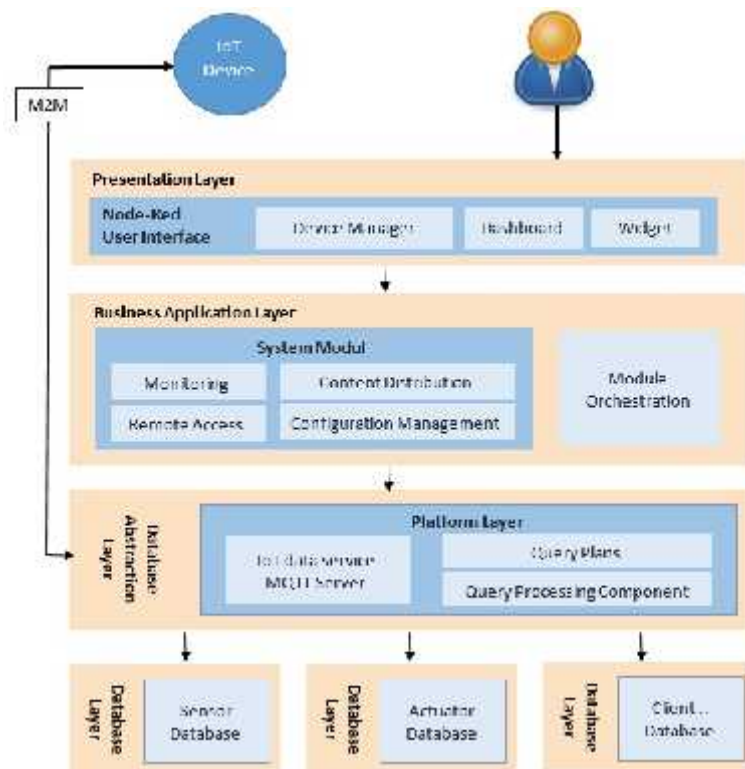 IoT
Device
M2M
Presentation Layer
Node-Red
User Interface
Device Manager
Dashboard
Widget
Business Application Layer
System Modul
Monitoring
Content Distribution
Remote Access
Configuration Management
Module
Orchestration
Database
Abstraction
Layer
Platform Layer
IoT data service
MQTT Server
Query Plans
Query Processing Component
Database
Layer
Sensor
Database
Database
Layer
Actuator
Database
Database
Layer
Client...
Database